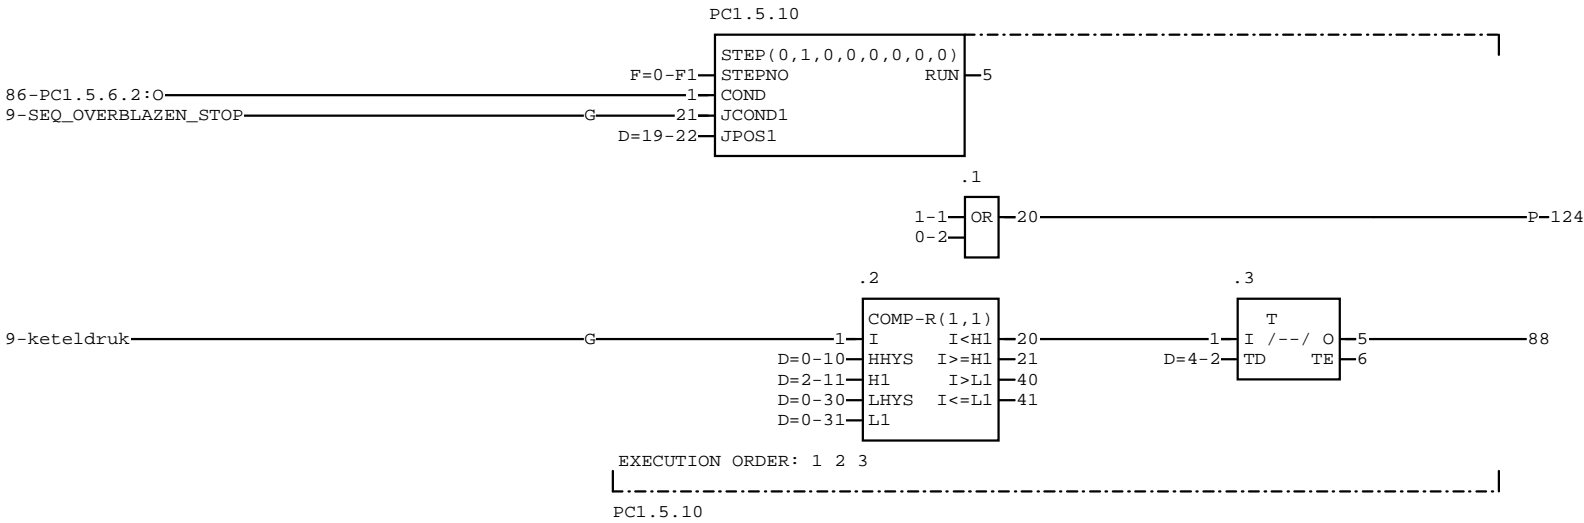 PC1.5.10
STEP(0,1,0,0,0,0,0,0)
F=0-F1 STEPNO RUN 5
86-PC1.5.6.2:O 1 COND
9-SEQ_OVERBLAZEN_STOP G 21 JCOND1
D=19-22 JPOS1
.1
1-1 OR 20 P-124
0-2
.2 .3
COMP-R(1,1) T
9-keteldruk G 1 I I<H1 20 1 I /--/ O 5 88
D=0-10 HHYS I>=H1 21 D=4-2 TD TE 6
D=2-11 H1 I>L1 40
D=0-30 LHYS I<=L1 41
D=0-31 L1
EXECUTION ORDER: 1 2 3
PC1.5.10